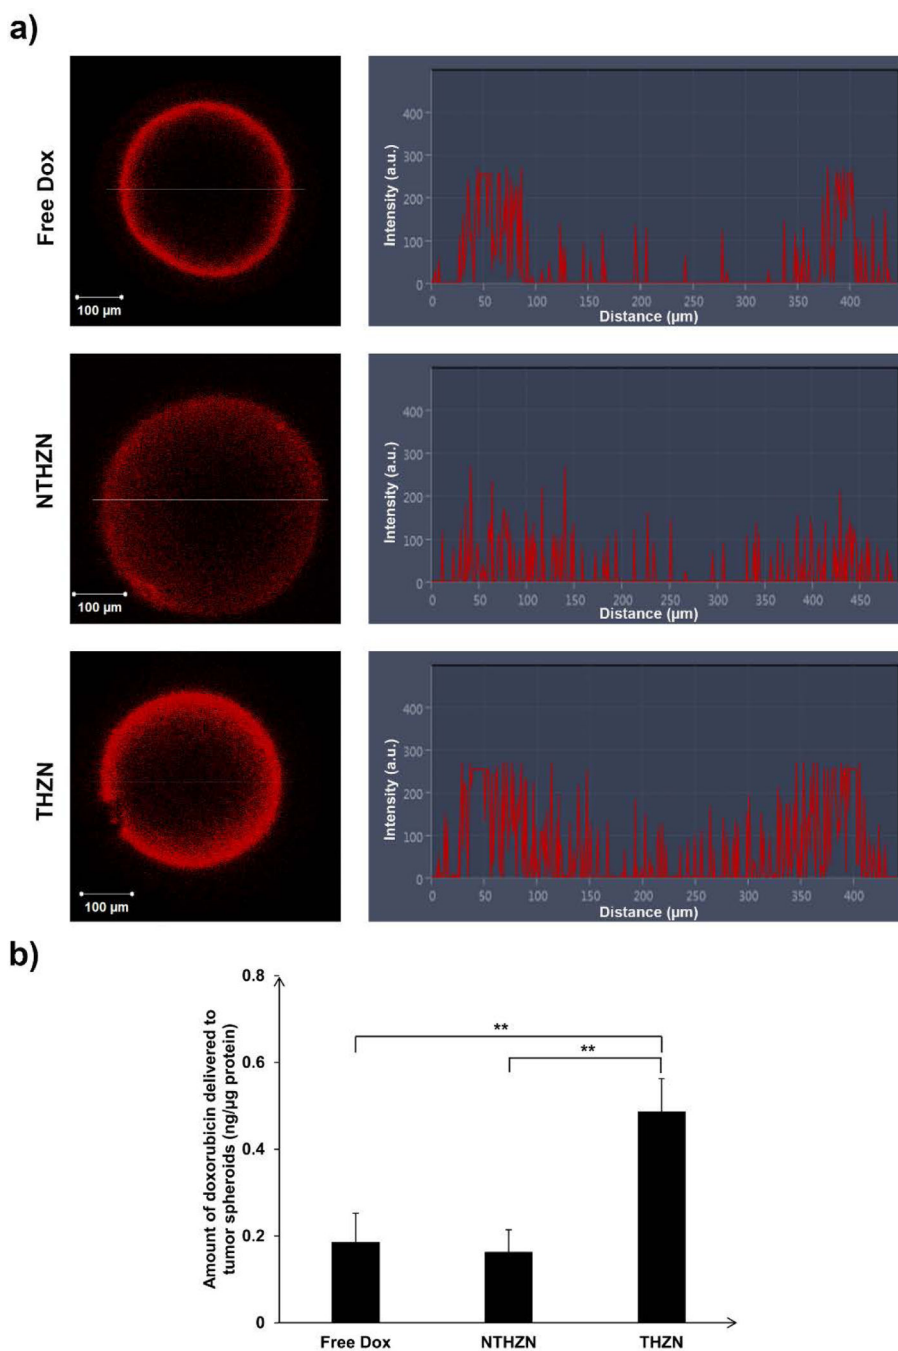 a)
Free Dox
100 µm
Intensity (a.u.)
400
300
200
100
0
0 50 100 150 200 250 300 350 400
Distance (µm)
NTHZN
100 µm
Intensity (a.u.)
400
300
200
100
0
0 50 100 150 200 250 300 350 400 450
Distance (µm)
THZN
100 µm
Intensity (a.u.)
400
300
200
100
0
0 50 100 150 200 250 300 350 400
Distance (µm)
b)
Amount of doxorubicin delivered to
tumor spheroids (ng/µg protein)
0.8
0.6
0.4
0.2
0
**
**
Free Dox NTHZN THZN